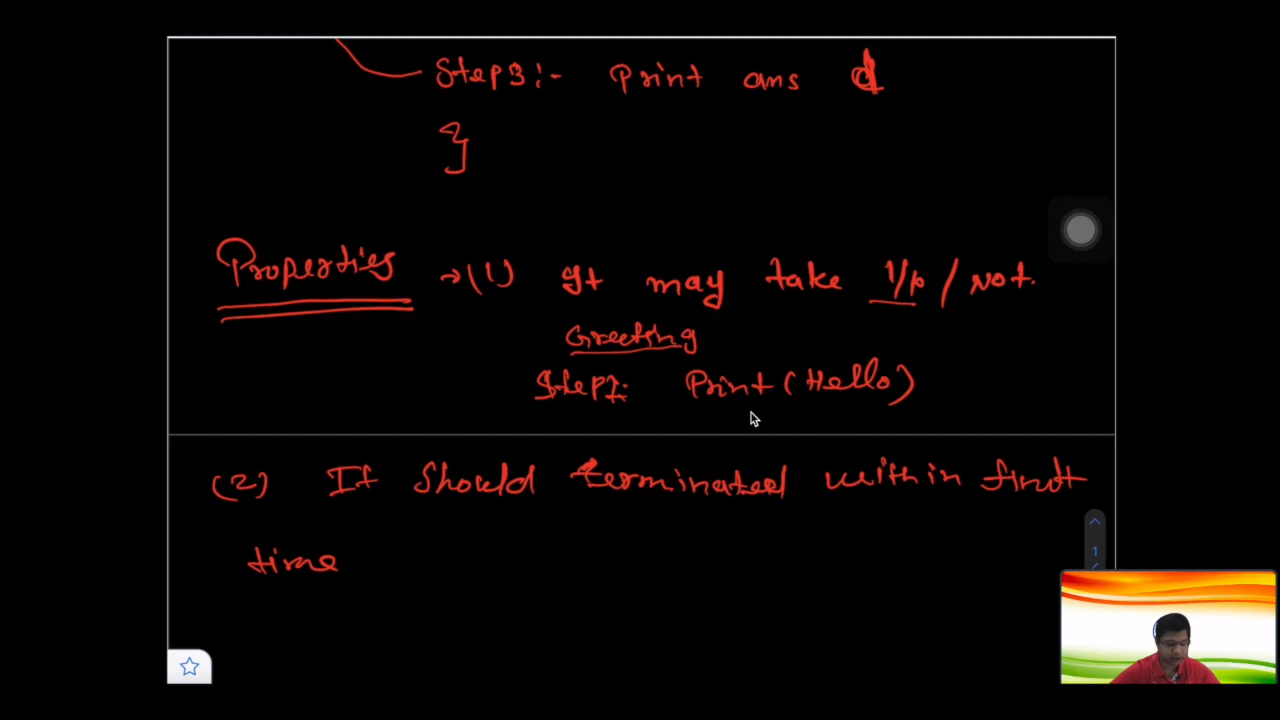 Step3:- Print ans d
}
Properties →(1) It may take I/p / Not.
Greeting
Step1: Print(Hello)
(2) It Should terminated within finit
time
1